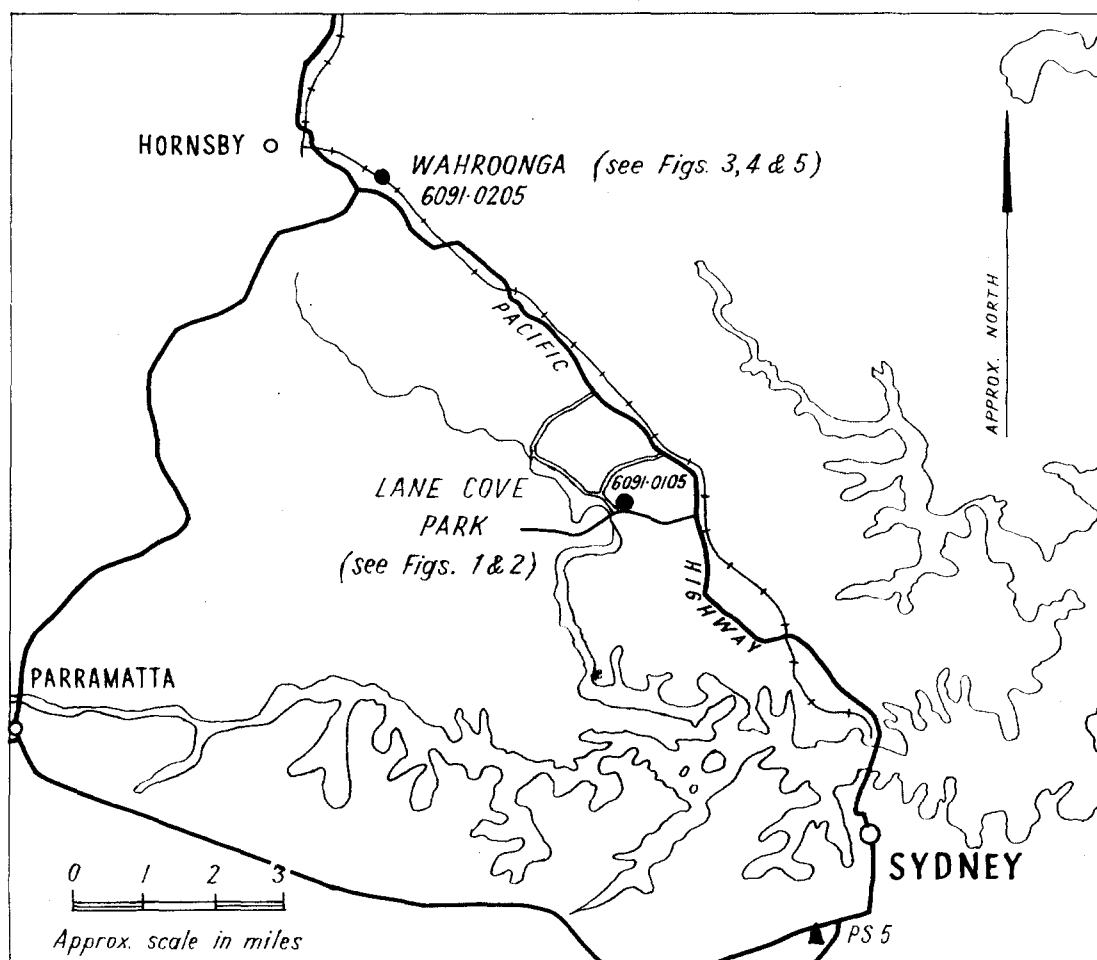 HORNSBY
WAHROONGA (see Figs. 3, 4 & 5)
6091·0205
APPROX. NORTH
PACIFIC
HIGHWAY
LANE COVE
PARK
(see Figs. 1 & 2)
6091·0105
PARRAMATTA
SYDNEY
PS 5
0 1 2 3
Approx. scale in miles